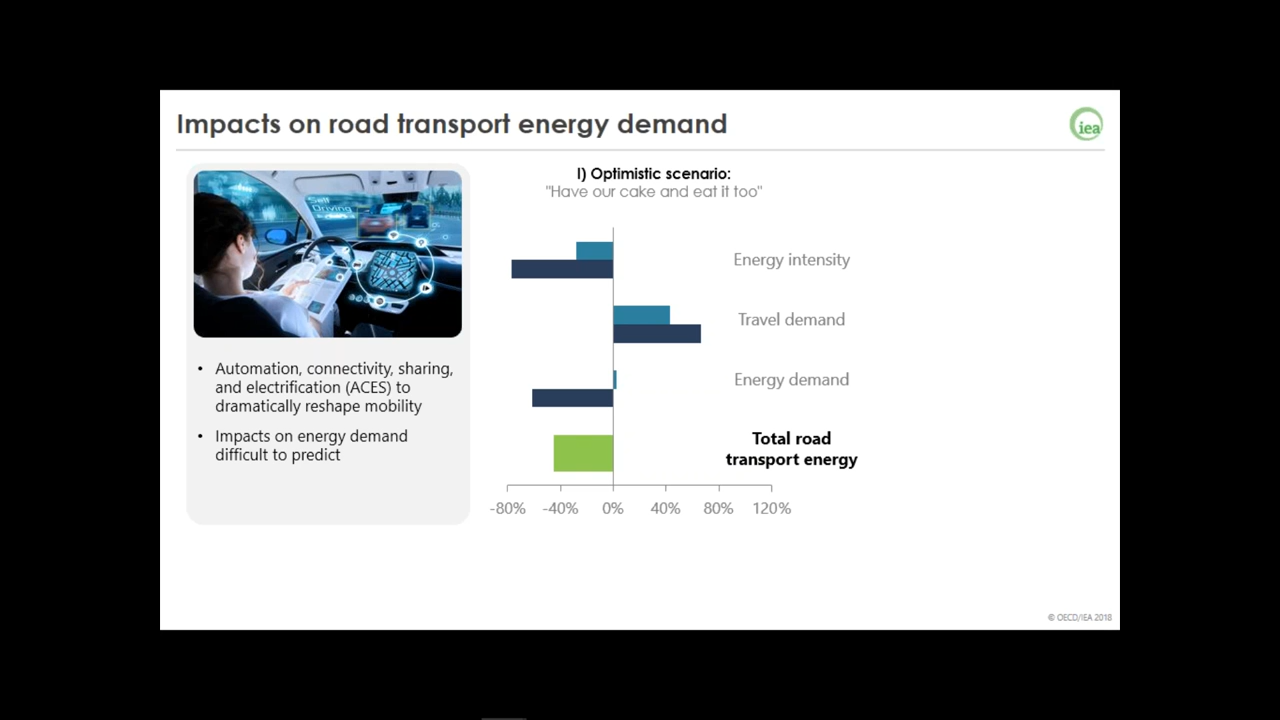 Impacts on road transport energy demand
iea
I) Optimistic scenario:
"Have our cake and eat it too"
Self
Driving
Energy intensity
Travel demand
Energy demand
Total road
transport energy
-80% -40% 0% 40% 80% 120%
• Automation, connectivity, sharing,
and electrification (ACES) to
dramatically reshape mobility
• Impacts on energy demand
difficult to predict
© OECD/IEA 2018